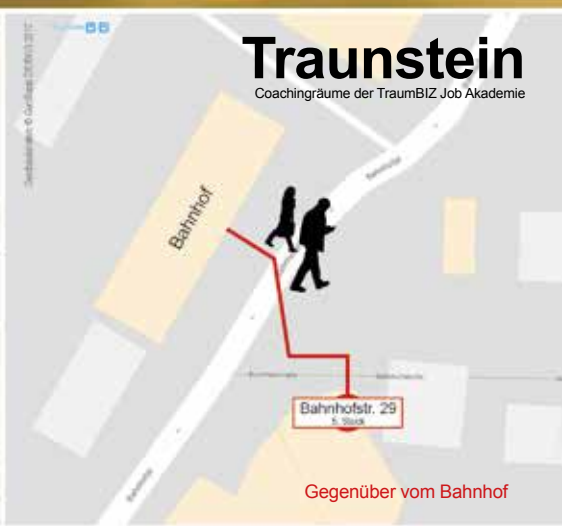 Traunstein
Coachingräume der TraumBIZ Job Akademie
Bahnhof
Bahnhofstr. 29
5. Stock
Gegenüber vom Bahnhof